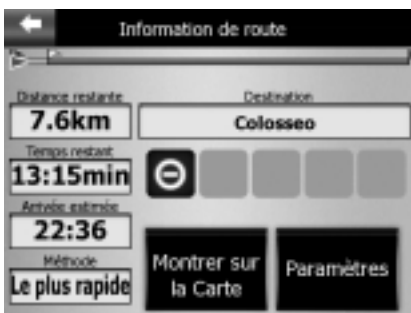 Information de route
Distance restante
7.6km
Destination
Colosseo
Temps restant
13:15min
Arrivée estimée
22:36
Méthode
Le plus rapide
Montrer sur
la Carte
Paramètres